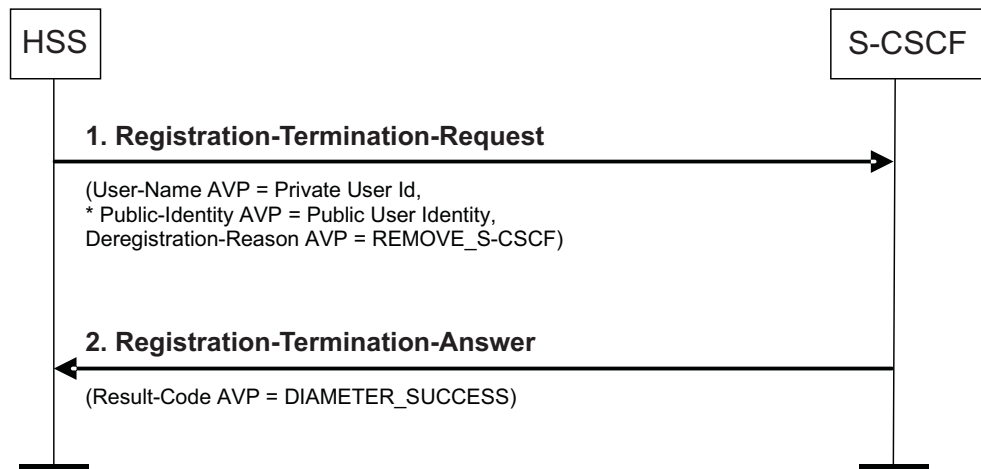 HSS
S-CSCF
1. Registration-Termination-Request
(User-Name AVP = Private User Id,
* Public-Identity AVP = Public User Identity,
Deregistration-Reason AVP = REMOVE_S-CSCF)
2. Registration-Termination-Answer
(Result-Code AVP = DIAMETER_SUCCESS)